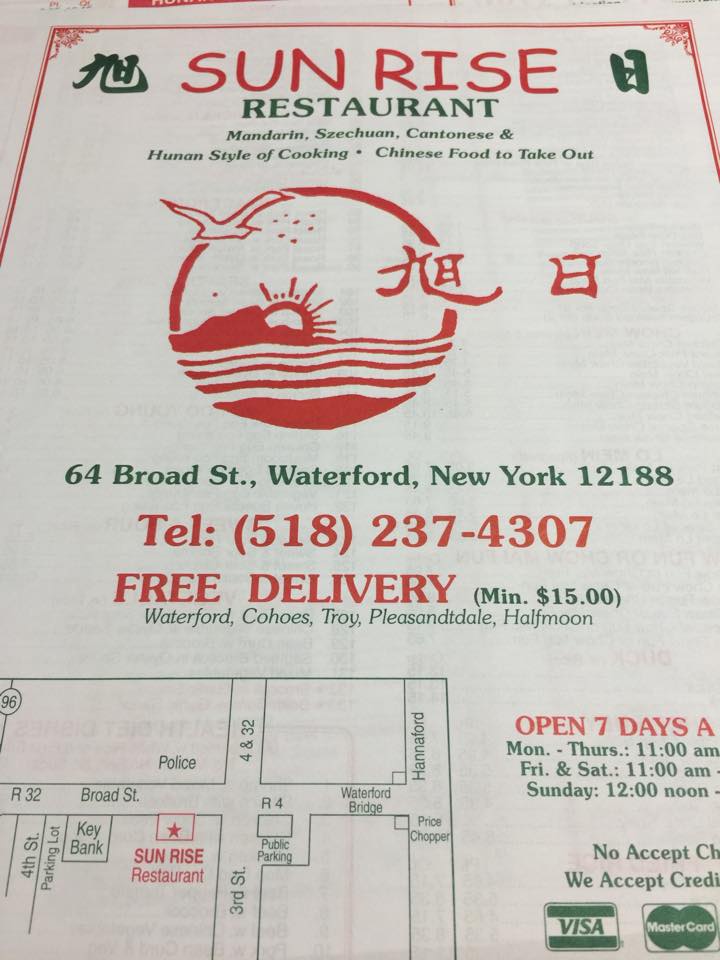 旭 SUN RISE 日
RESTAURANT
Mandarin, Szechuan, Cantonese &
Hunan Style of Cooking • Chinese Food to Take Out
旭 日
64 Broad St., Waterford, New York 12188
Tel: (518) 237-4307
FREE DELIVERY (Min. $15.00)
Waterford, Cohoes, Troy, Pleasandtdale, Halfmoon
96
4 & 32
Hannaford
Police
R 32
Broad St.
R 4
Waterford
Bridge
4th St.
Parking Lot
Key
Bank
SUN RISE
Restaurant
3rd St.
Public
Parking
Price
Chopper
OPEN 7 DAYS A
Mon. - Thurs.: 11:00 am
Fri. & Sat.: 11:00 am -
Sunday: 12:00 noon -
No Accept Ch
We Accept Credi
VISA
MasterCard